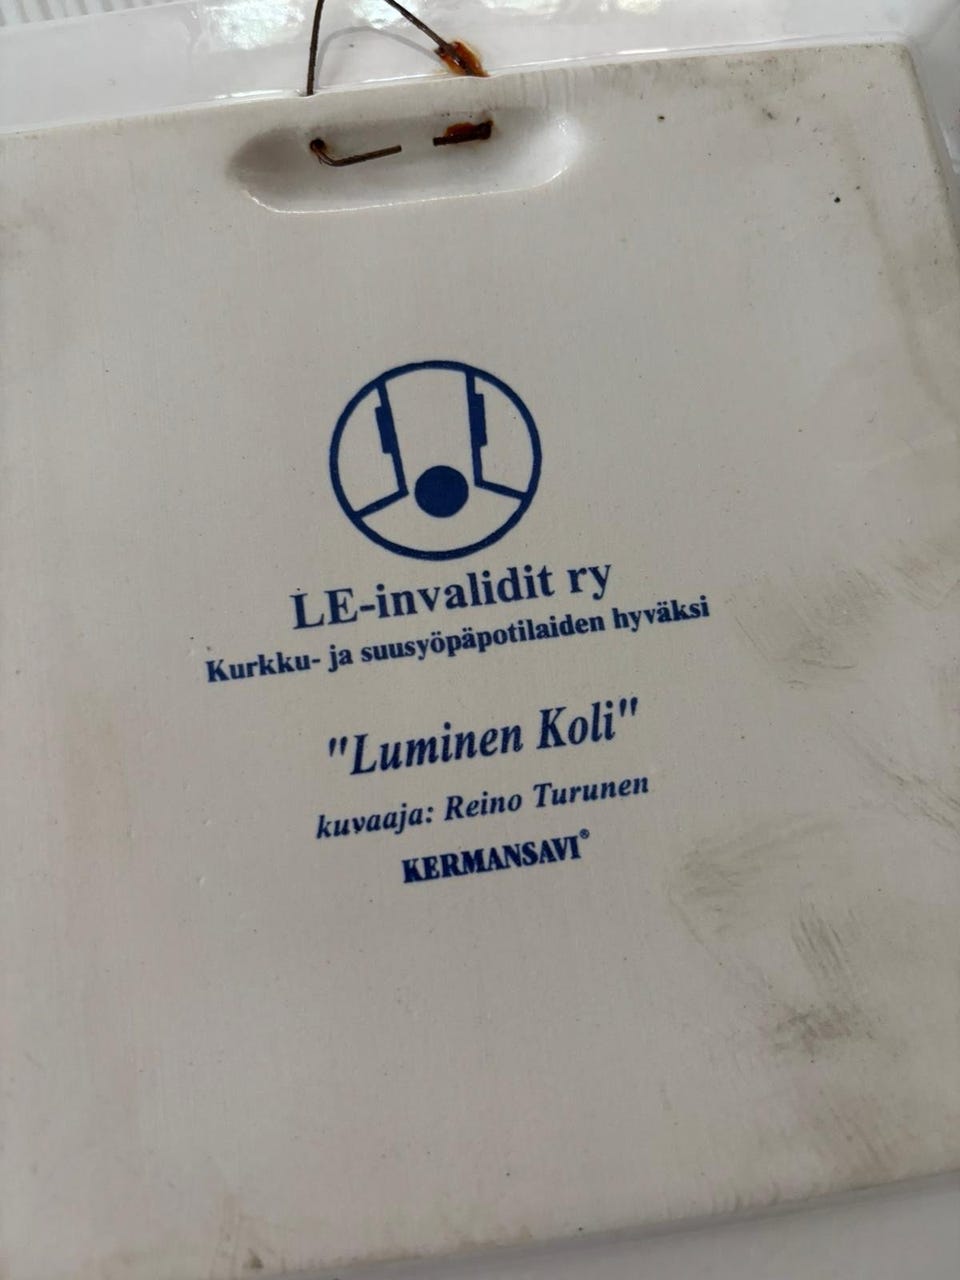 LE-invalidit ry
Kurkku- ja suusyöpäpotilaiden hyväksi
"Luminen Koli"
kuvaaja: Reino Turunen
KERMANSAVI®